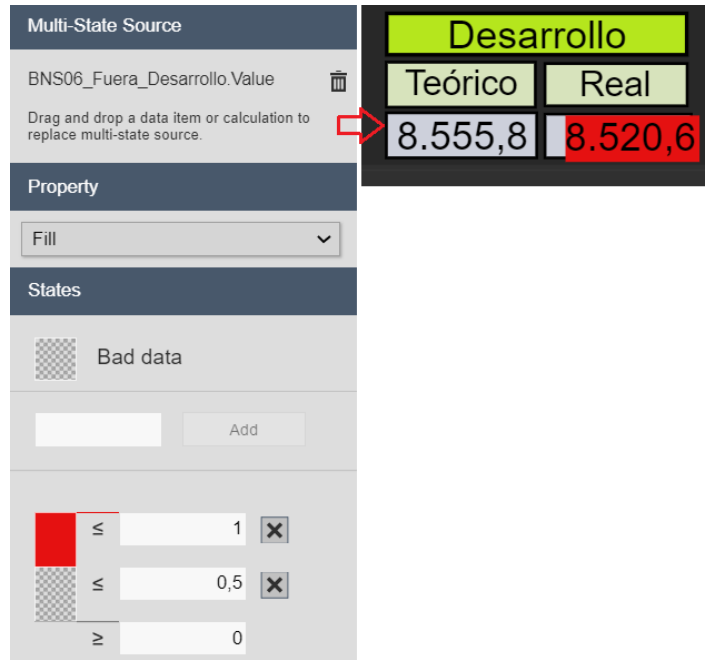 Multi-State Source
BNS06_Fuera_Desarrollo.Value
Drag and drop a data item or calculation to
replace multi-state source.
Property
Fill
States
Bad data
Add
≤ 1
≤ 0,5
≥ 0
Desarrollo
Teórico Real
8.555,8 8.520,6